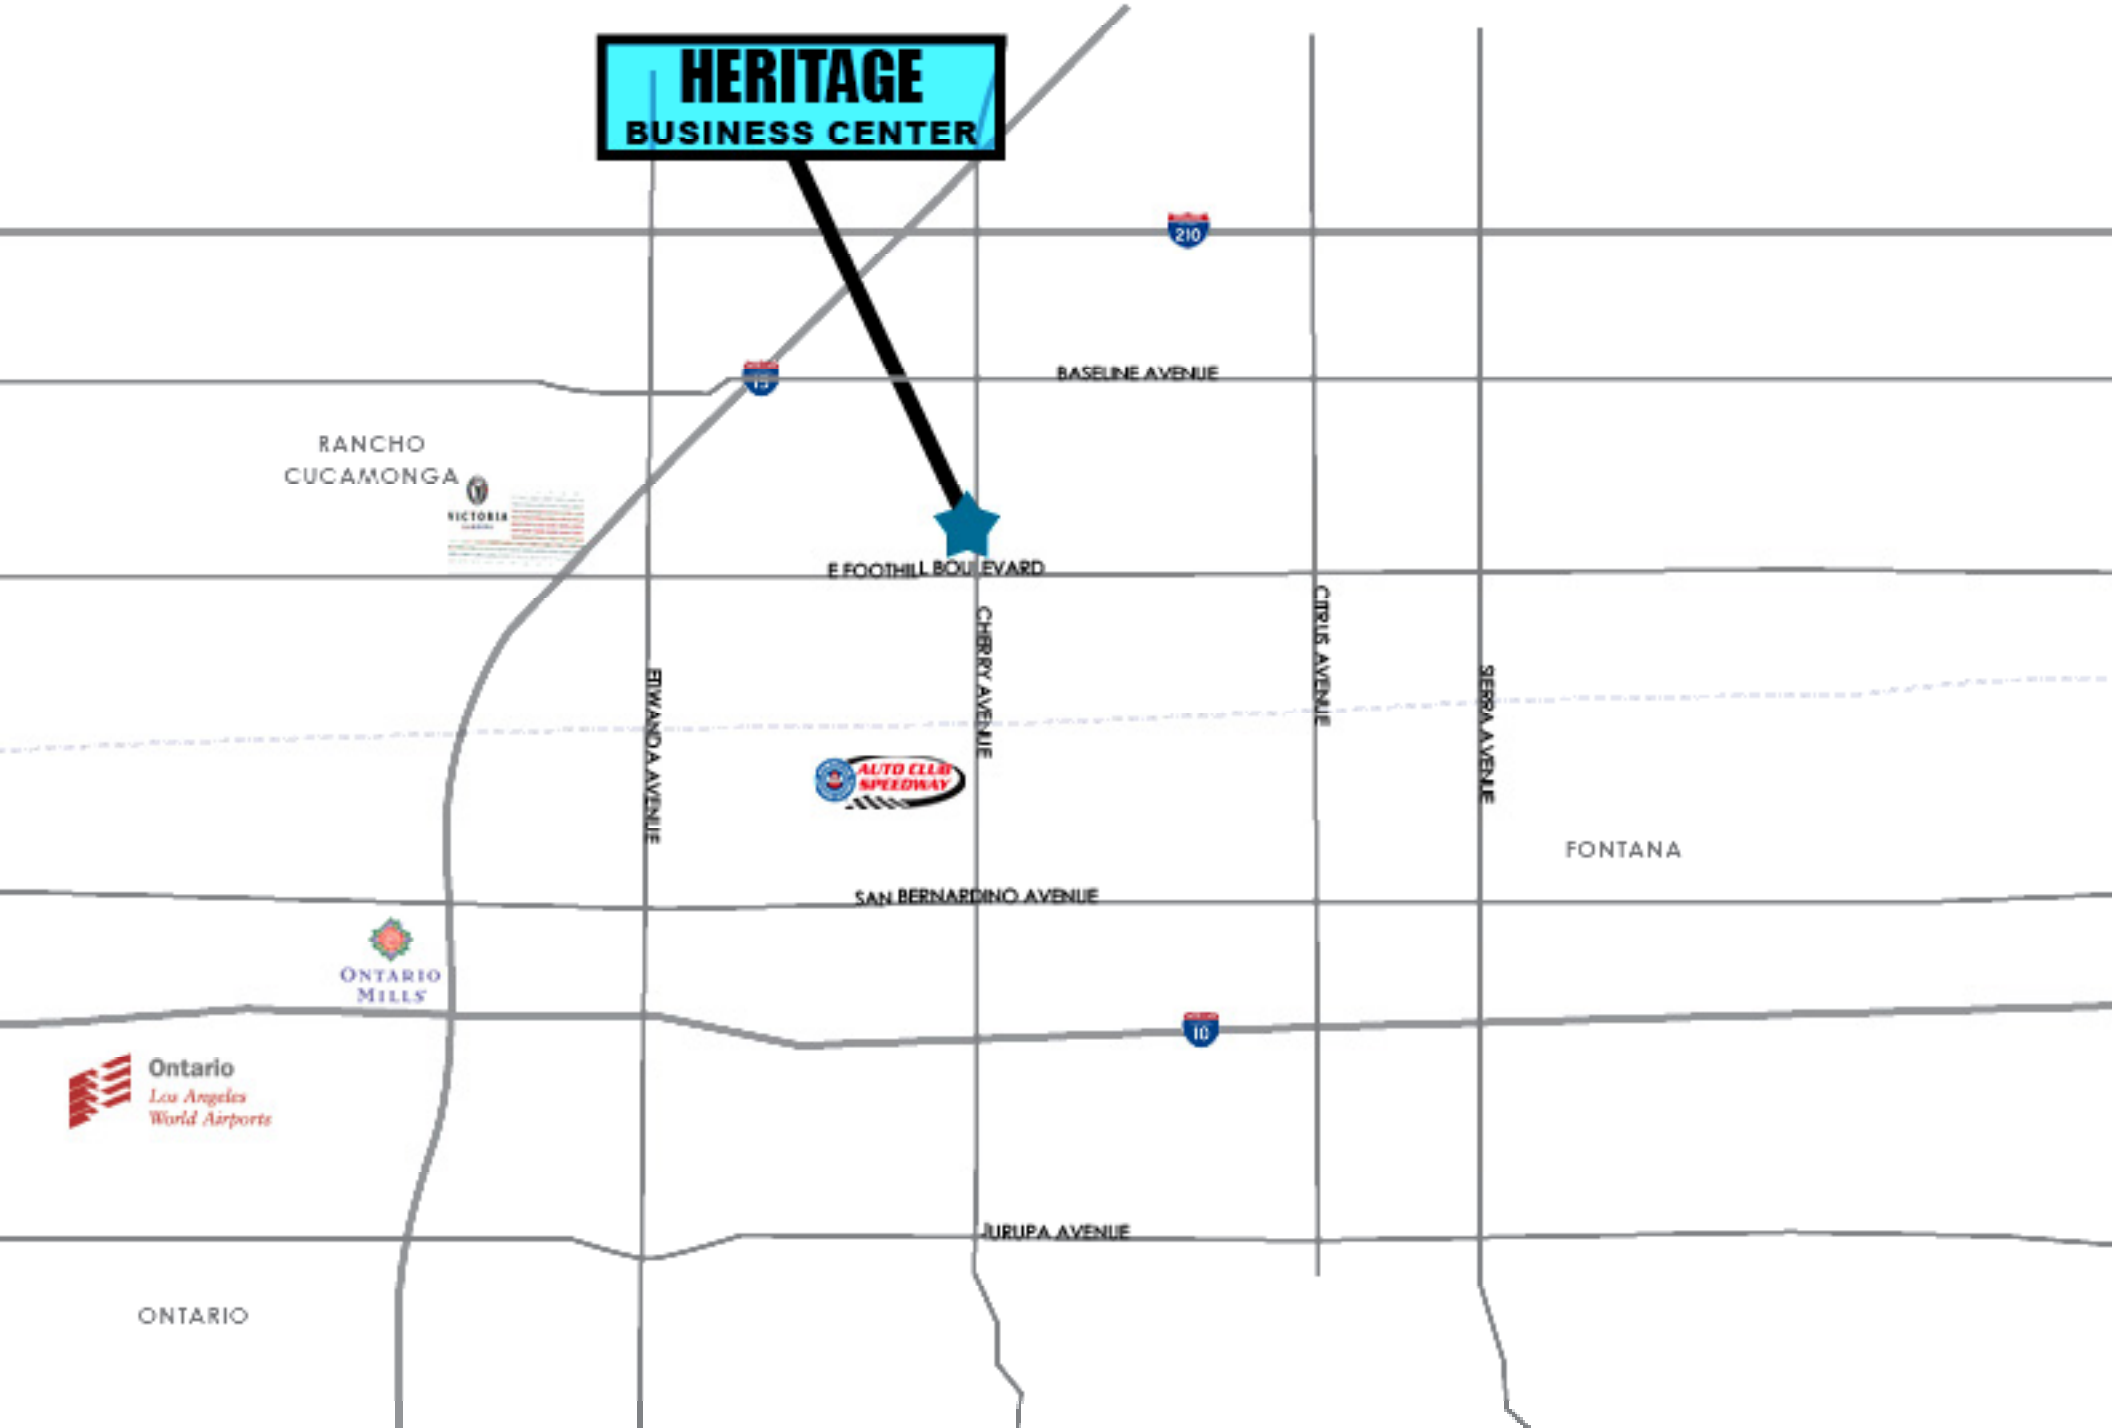 HERITAGE
BUSINESS CENTER
210
15
BASELINE AVENUE
RANCHO
CUCAMONGA
VICTORIA
E FOOTHILL BOULEVARD
CHERRY AVENUE
CITRUS AVENUE
ETIWANDA AVENUE
SIERRA AVENUE
AUTO CLUB
SPEEDWAY
FONTANA
SAN BERNARDINO AVENUE
ONTARIO
MILLS
10
Ontario
Los Angeles
World Airports
JURUPA AVENUE
ONTARIO